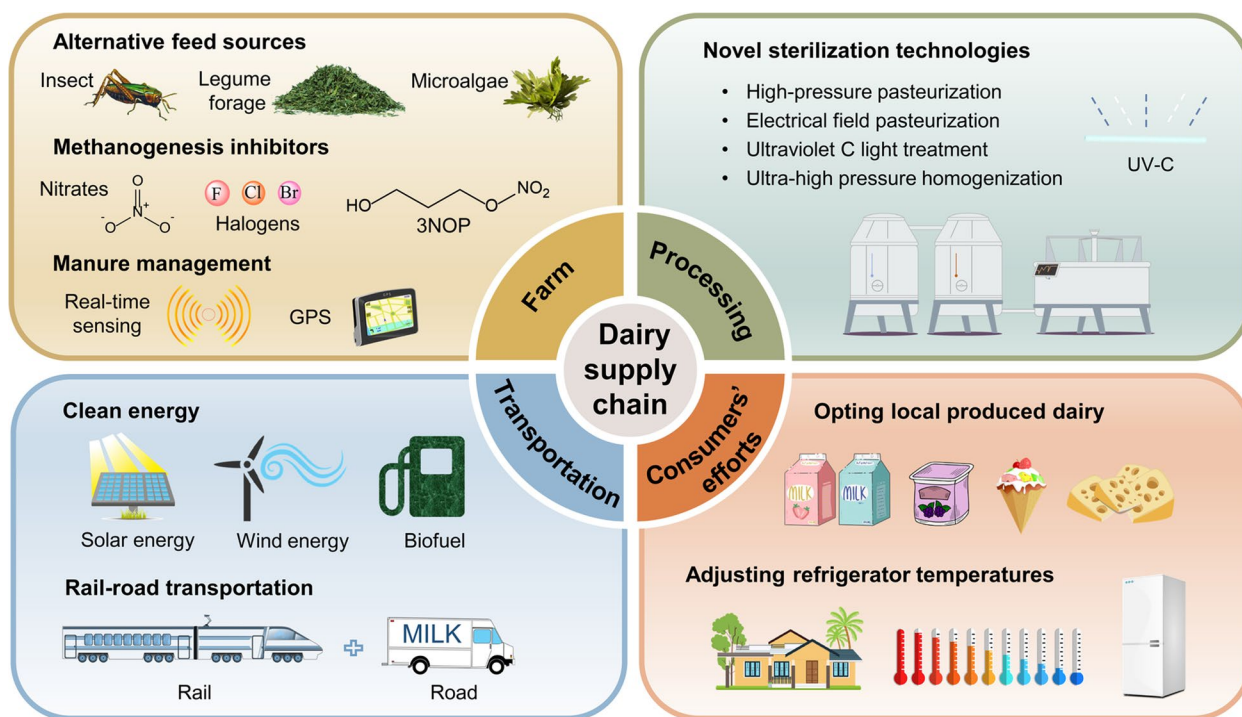 Alternative feed sources
Insect
Legume
forage
Microalgae
Methanogenesis inhibitors
Nitrates
O
N+
-O
O-
F
Cl
Br
Halogens
HO
O
NO2
3NOP
Manure management
Real-time
sensing
GPS
Novel sterilization technologies
• High-pressure pasteurization
• Electrical field pasteurization
• Ultraviolet C light treatment
• Ultra-high pressure homogenization
UV-C
Farm
Processing
Dairy
supply
chain
Transportation
Consumers'
efforts
Clean energy
Solar energy
Wind energy
Biofuel
Rail-road transportation
MILK
Rail
Road
Opting local produced dairy
MILK
MILK
Adjusting refrigerator temperatures